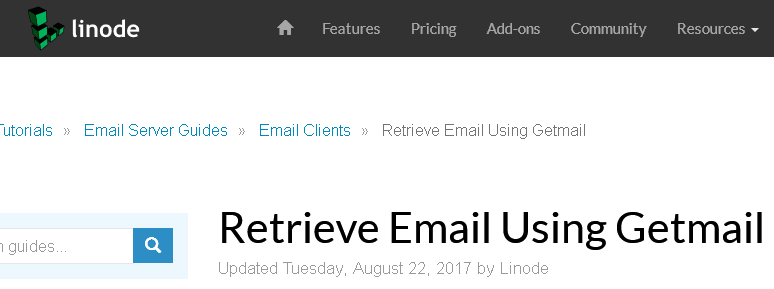 linode Features Pricing Add-ons Community Resources
» Email Server Guides » Email Clients » Retrieve Email Using Getmail
guides...
Retrieve Email Using Getmail
Updated Tuesday, August 22, 2017 by Linode